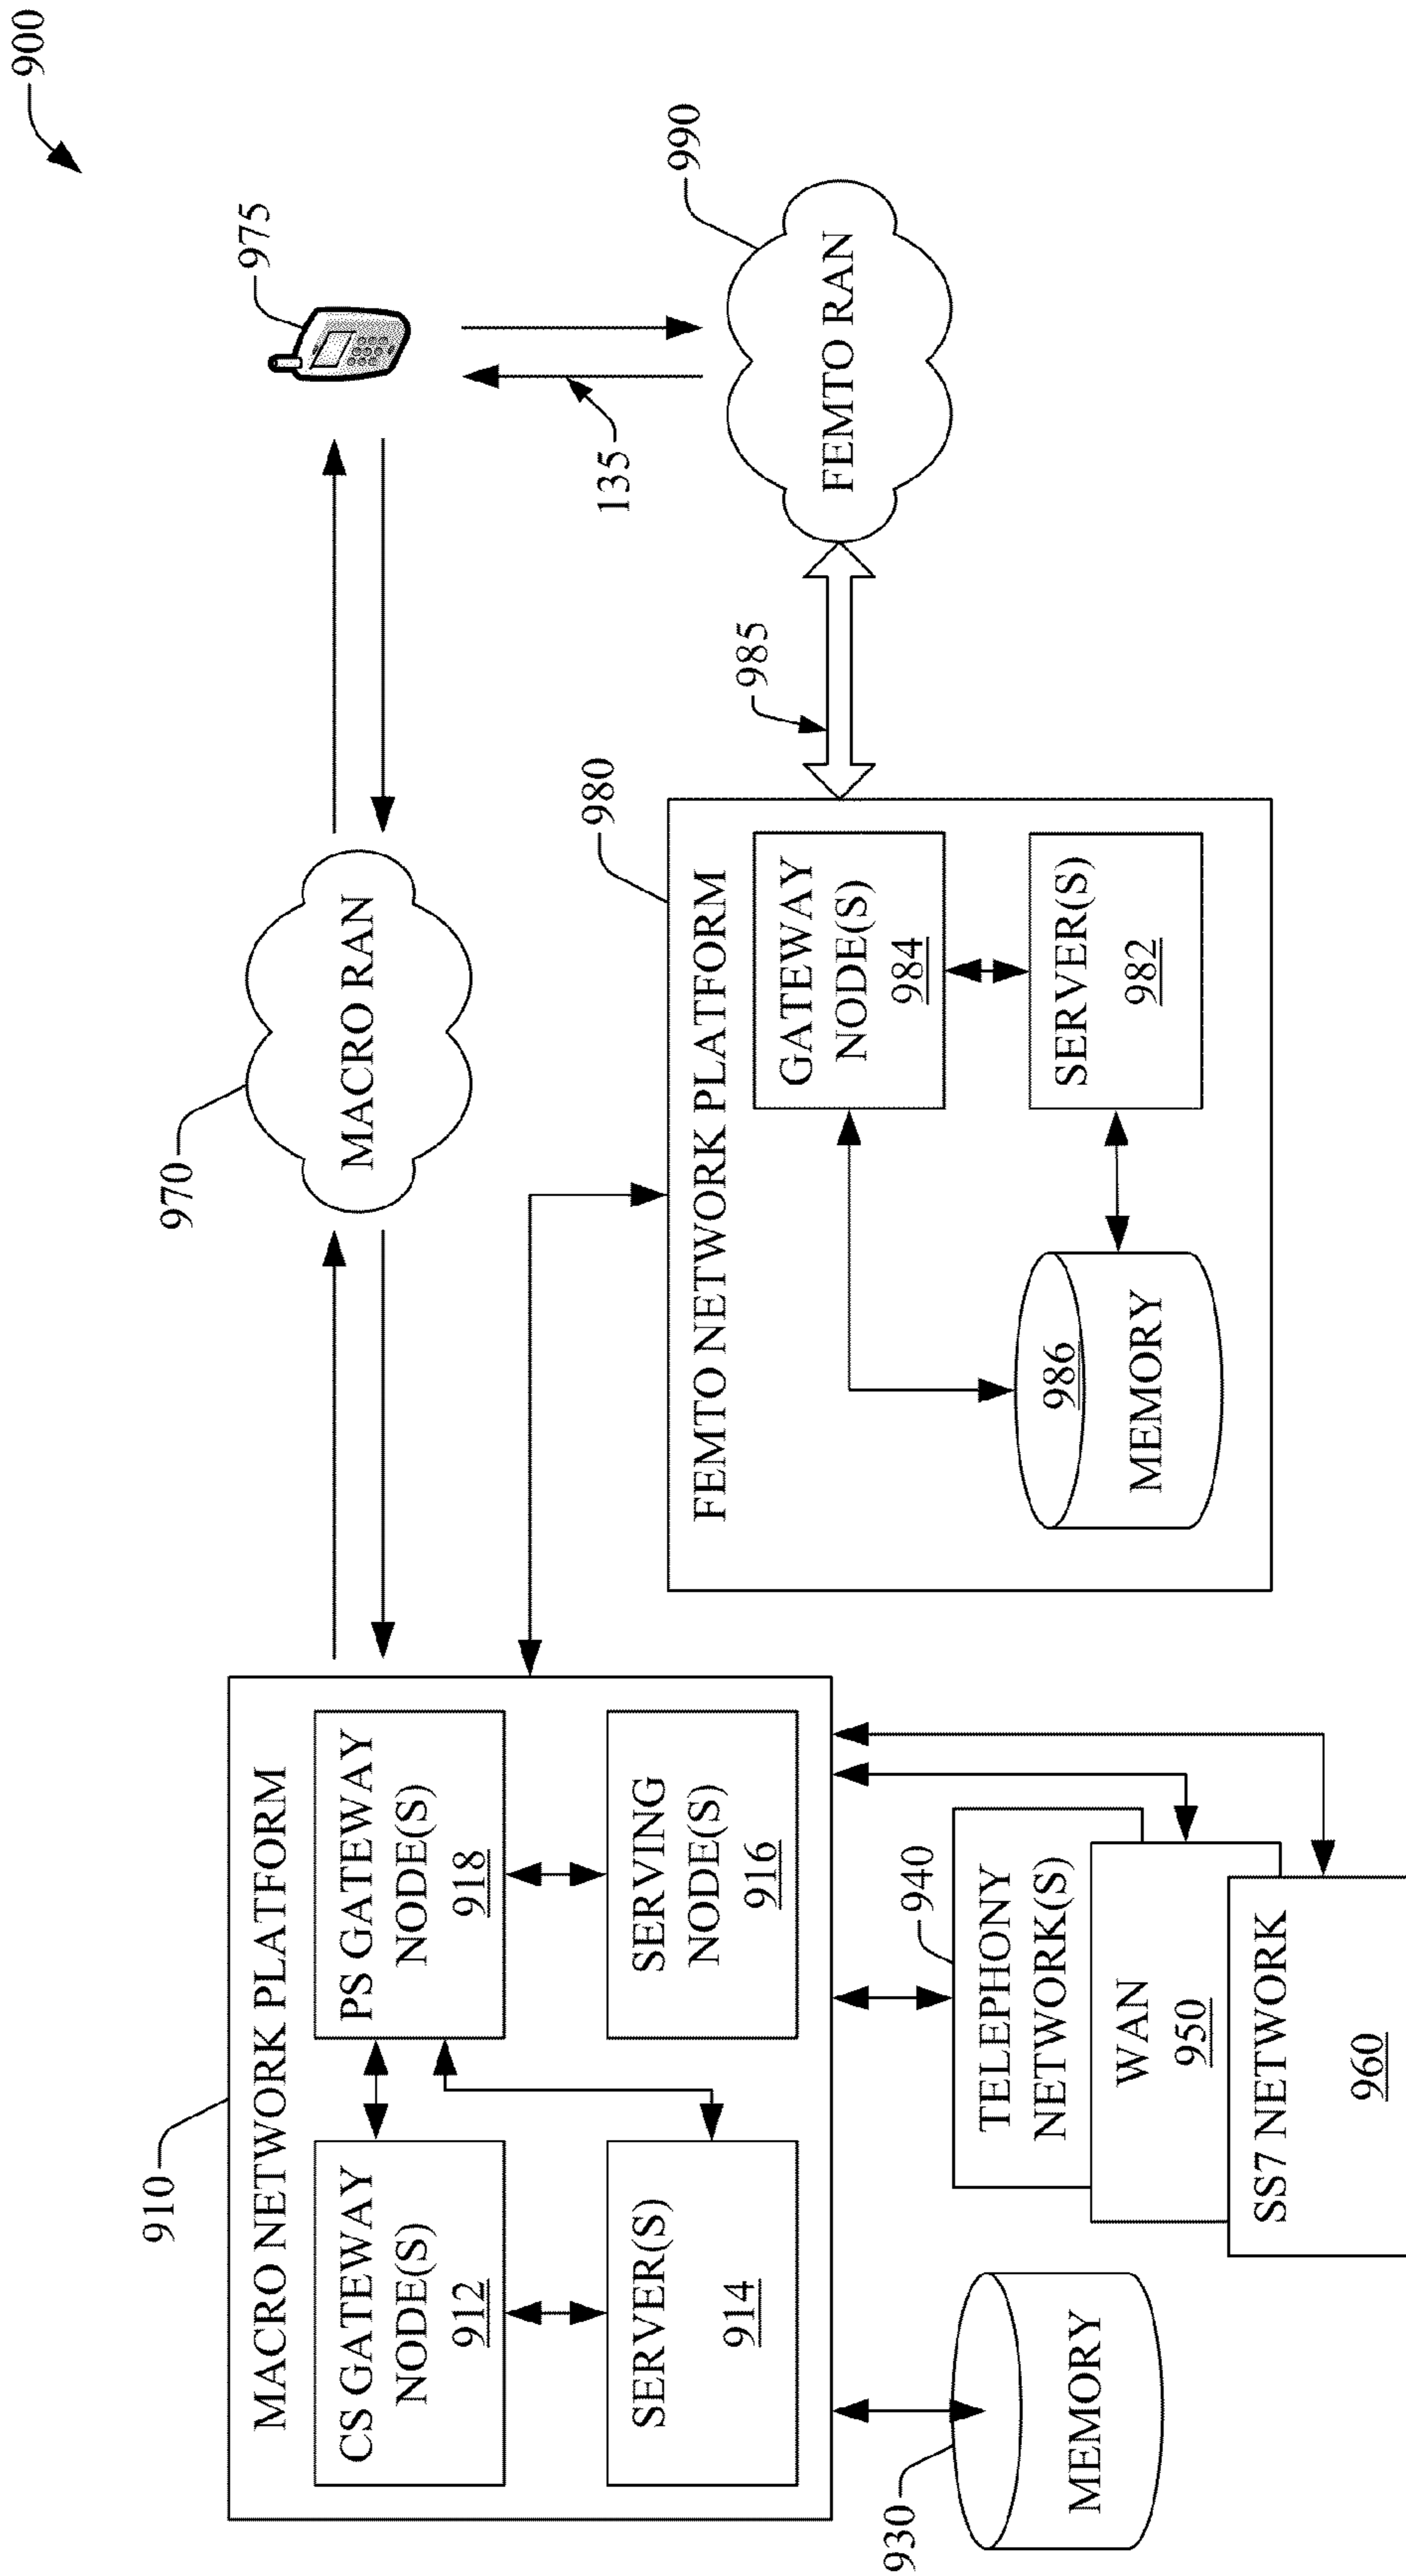 900
975
970
MACRO RAN
135
990
FEMTO RAN
985
980
FEMTO NETWORK PLATFORM
GATEWAY
NODE(S)
984
SERVER(S)
982
986
MEMORY
910
MACRO NETWORK PLATFORM
CS GATEWAY
NODE(S)
912
PS GATEWAY
NODE(S)
918
SERVER(S)
914
SERVING
NODE(S)
916
930
MEMORY
940
TELEPHONY
NETWORK(S)
WAN
950
SS7 NETWORK
960